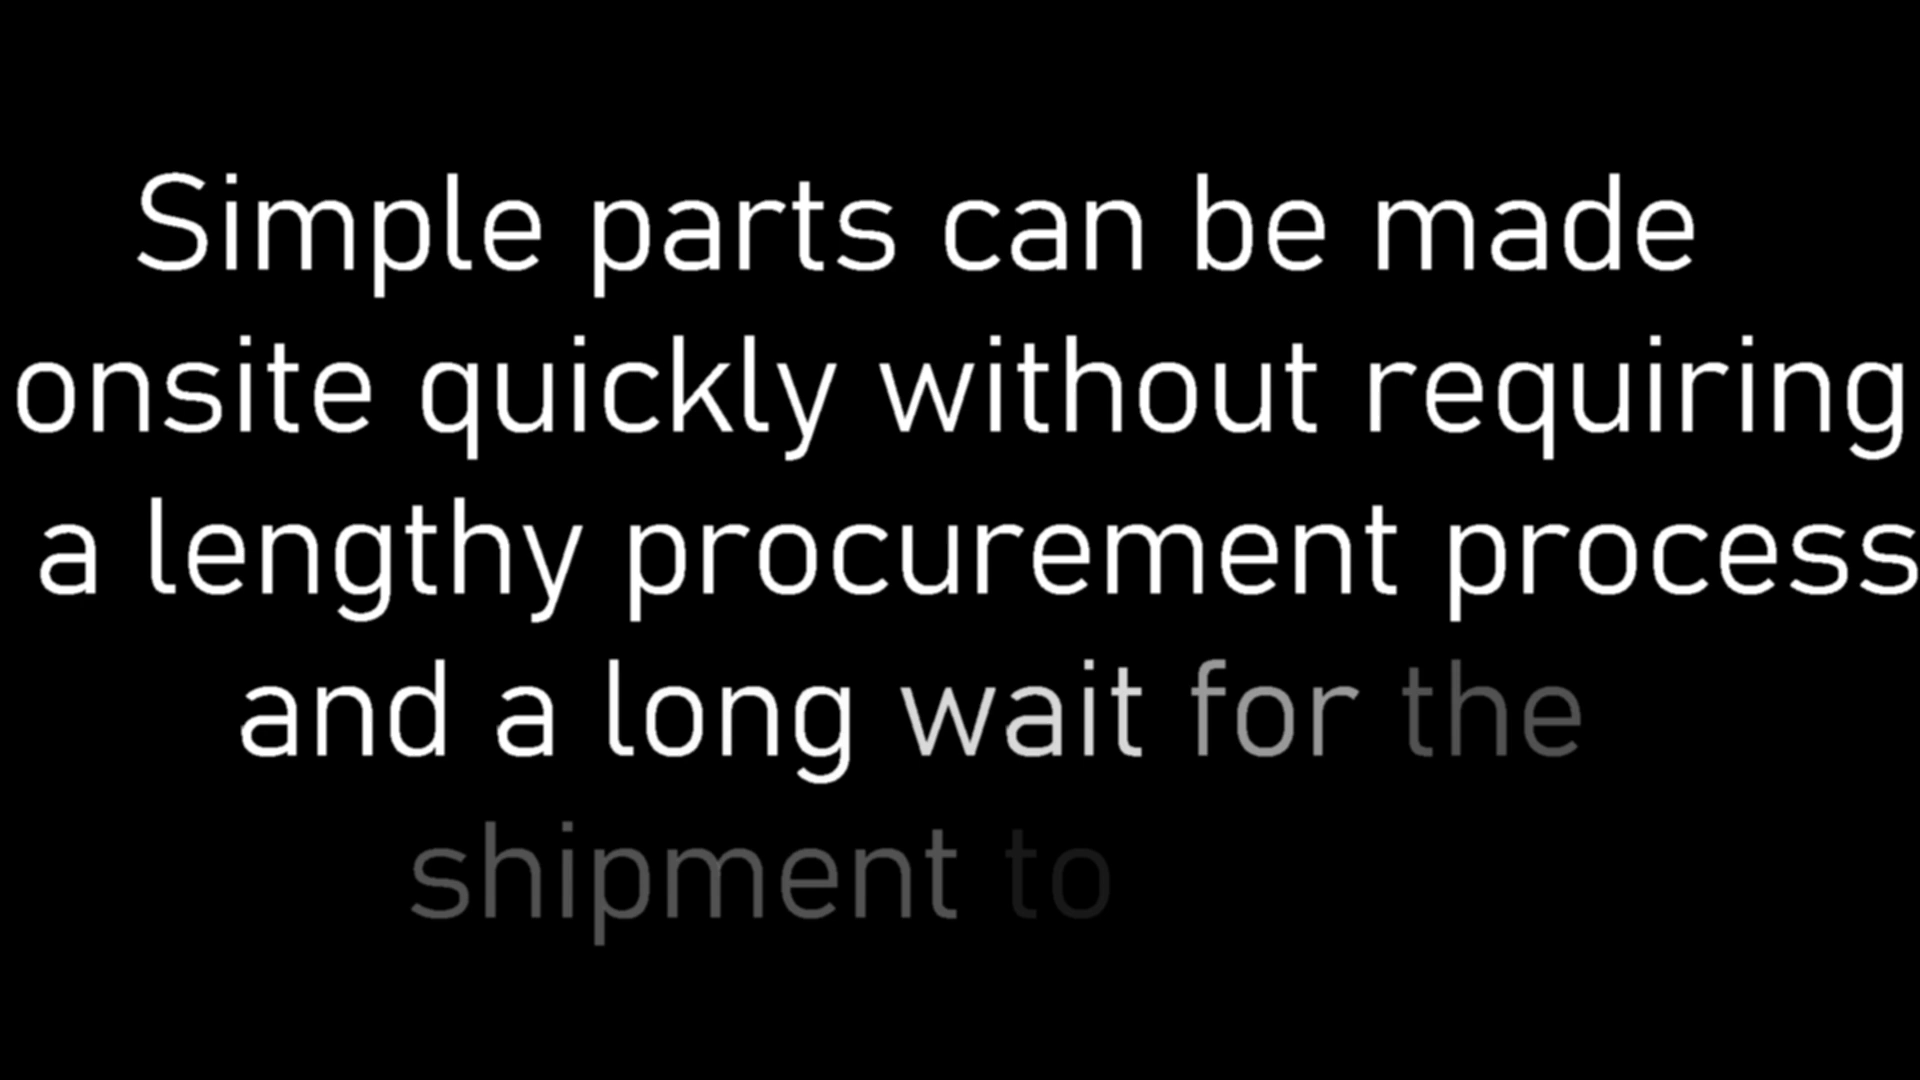 Simple parts can be made
onsite quickly without requiring
a lengthy procurement process
and a long wait for the
shipment to